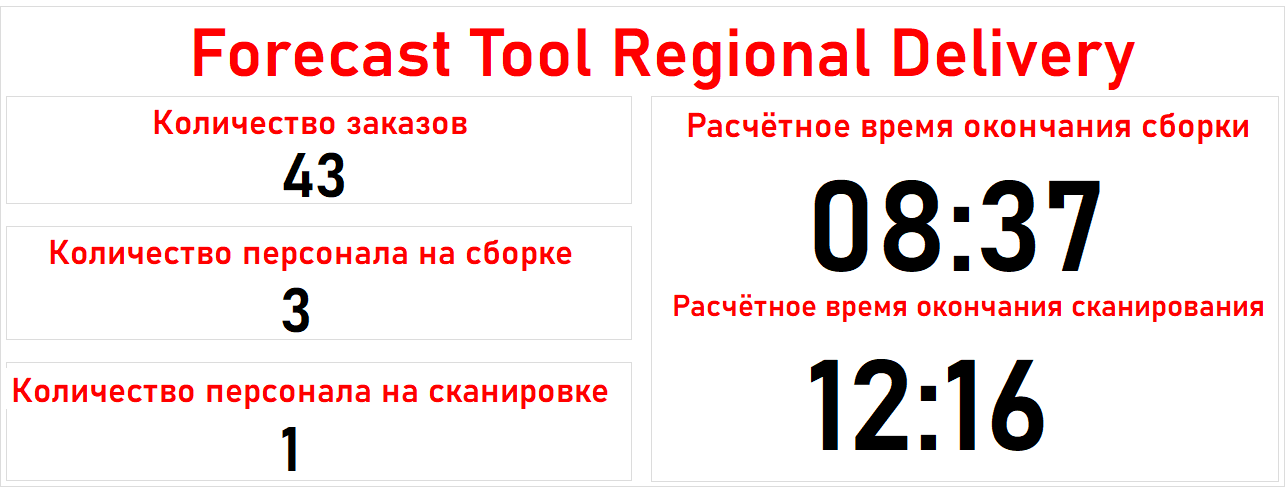 Forecast Tool Regional Delivery
Количество заказов
43
Количество персонала на сборке
3
Количество персонала на сканировке
1
Расчётное время окончания сборки
08:37
Расчётное время окончания сканирования
12:16